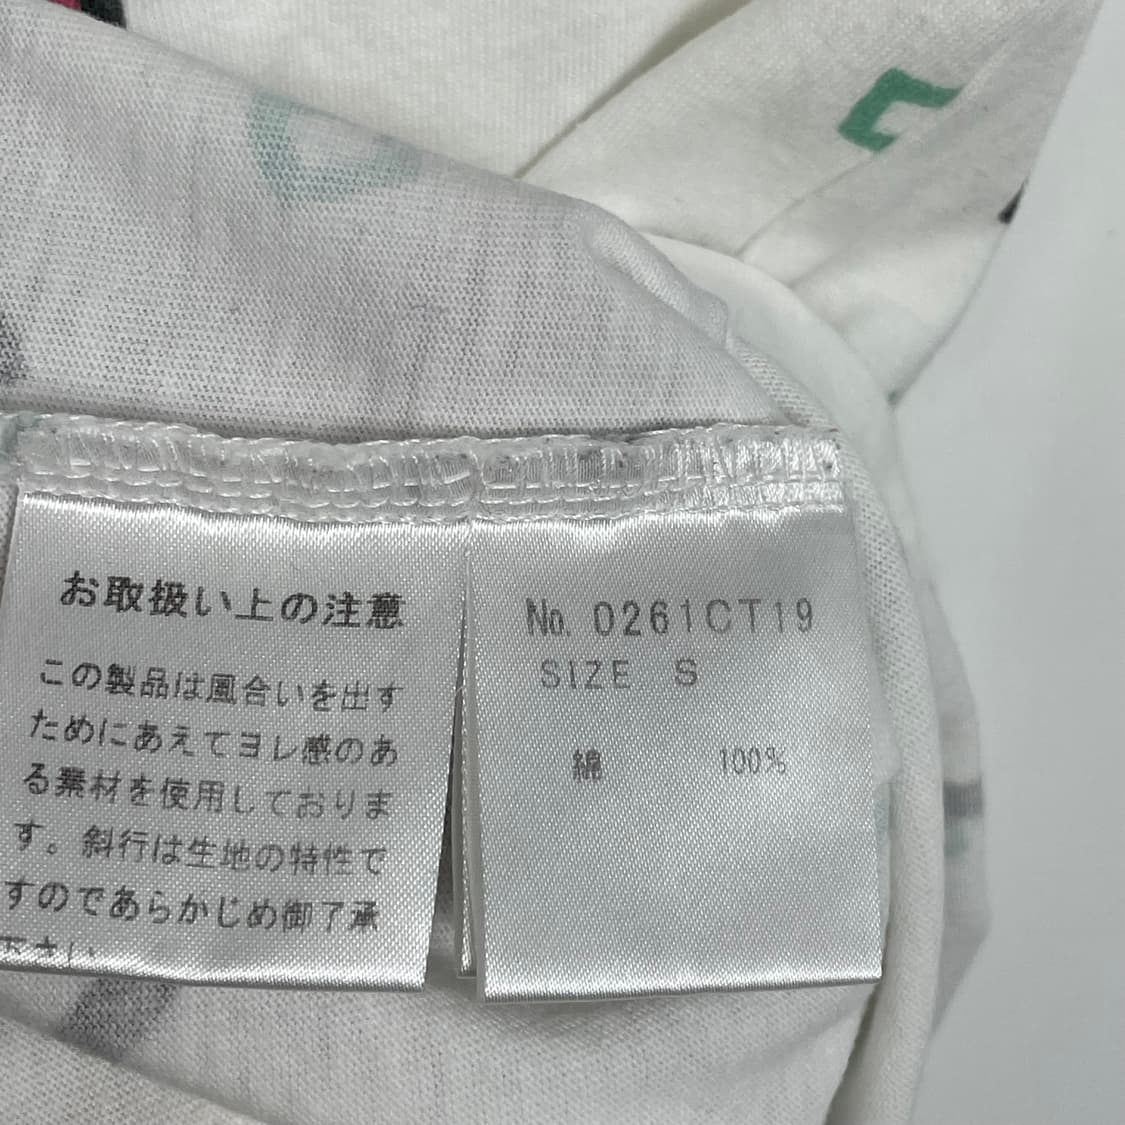 お取扱い上の注意
この製品は風合いを出す
ためにあえてヨレ感のあ
る素材を使用しておりま
す。斜行は生地の特性で
すのであらかじめ御了承
下さい
No. 0261CT19
SIZE S
綿 100%